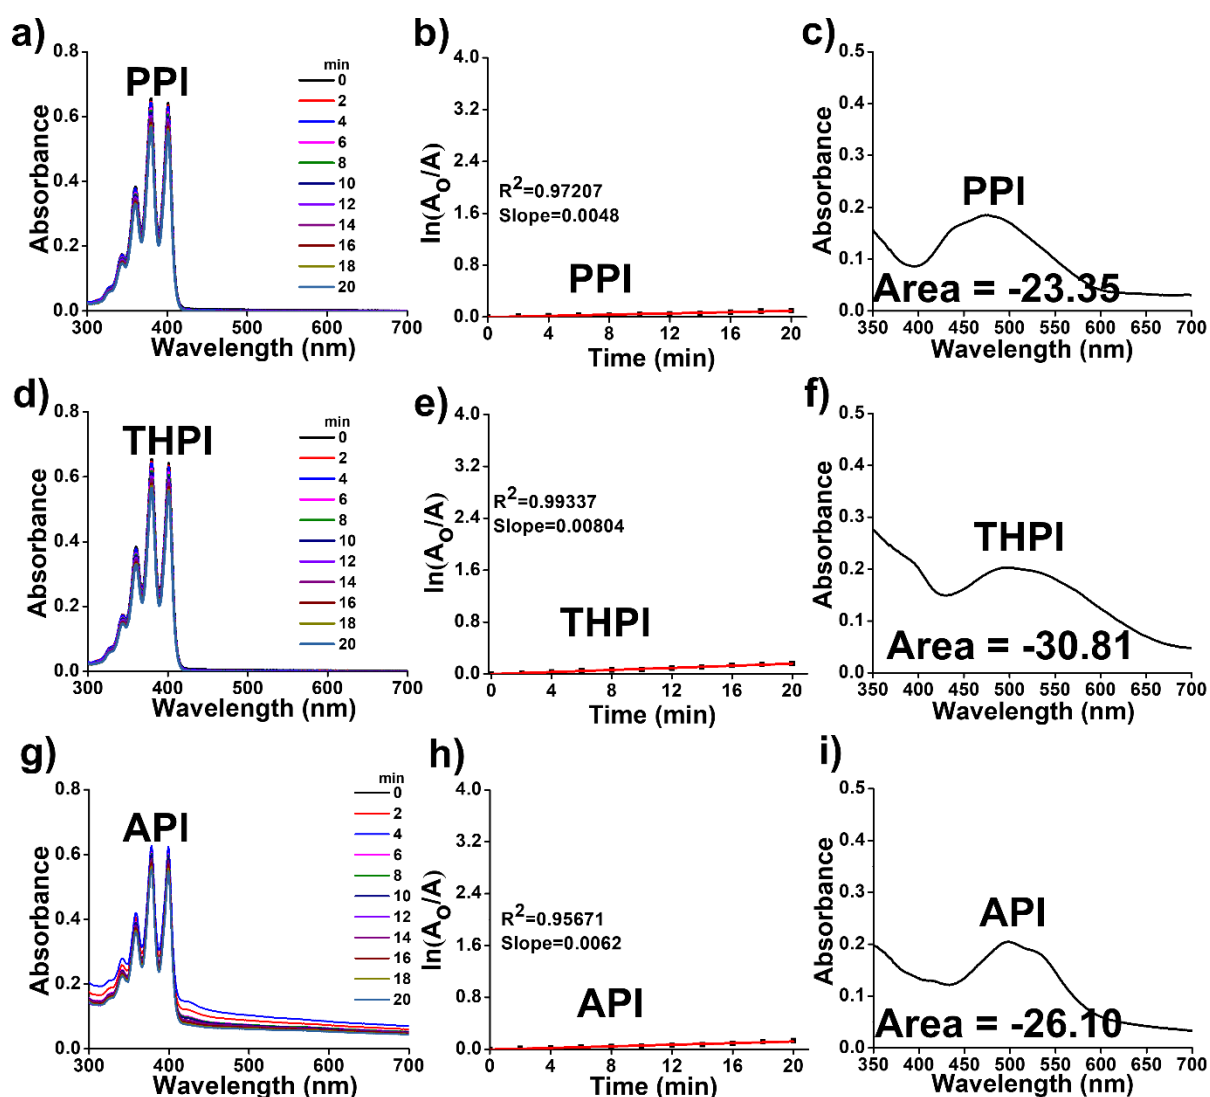 a)
0.8
0.6
0.4
0.2
0.0
Absorbance
PPI
min
0
2
4
6
8
10
12
14
16
18
20
300 400 500 600 700
Wavelength (nm)
b)
4.0
3.2
2.4
1.6
0.8
0.0
ln(Ao/A)
R2=0.97207
Slope=0.0048
PPI
0 4 8 12 16 20
Time (min)
c)
0.5
0.4
0.3
0.2
0.1
0.0
Absorbance
PPI
Area = -23.35
350 400 450 500 550 600 650 700
Wavelength (nm)
d)
0.8
0.6
0.4
0.2
0.0
Absorbance
THPI
min
0
2
4
6
8
10
12
14
16
18
20
300 400 500 600 700
Wavelength (nm)
e)
4.0
3.2
2.4
1.6
0.8
0.0
ln(Ao/A)
R2=0.99337
Slope=0.00804
THPI
0 4 8 12 16 20
Time (min)
f)
0.5
0.4
0.3
0.2
0.1
0.0
Absorbance
THPI
Area = -30.81
350 400 450 500 550 600 650 700
Wavelength (nm)
g)
0.8
0.6
0.4
0.2
0.0
Absorbance
API
min
0
2
4
6
8
10
12
14
16
18
20
300 400 500 600 700
Wavelength (nm)
h)
4.0
3.2
2.4
1.6
0.8
0.0
ln(Ao/A)
R2=0.95671
Slope=0.0062
API
0 4 8 12 16 20
Time (min)
i)
0.5
0.4
0.3
0.2
0.1
0.0
Absorbance
API
Area = -26.10
350 400 450 500 550 600 650 700
Wavelength (nm)